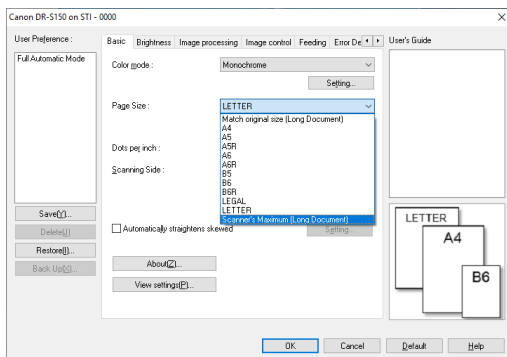 Canon DR-S150 on STI - 0000
User Preference :
Full Automatic Mode
Save(Y)...
Delete(J)
Restore(I)...
Back Up(X)...
Basic Brightness Image processing Image control Feeding Error De
Color mode : Monochrome
Setting...
Page Size : LETTER
Match original size (Long Document)
A4
A5
A5R
A6
A6R
B5
B6
B6R
LEGAL
LETTER
Scanner's Maximum (Long Document)
Dots per inch :
Scanning Side :
Automatically straightens skewed
Setting...
About(Z)...
View settings(P)...
User's Guide
LETTER
A4
B6
OK Cancel Default Help